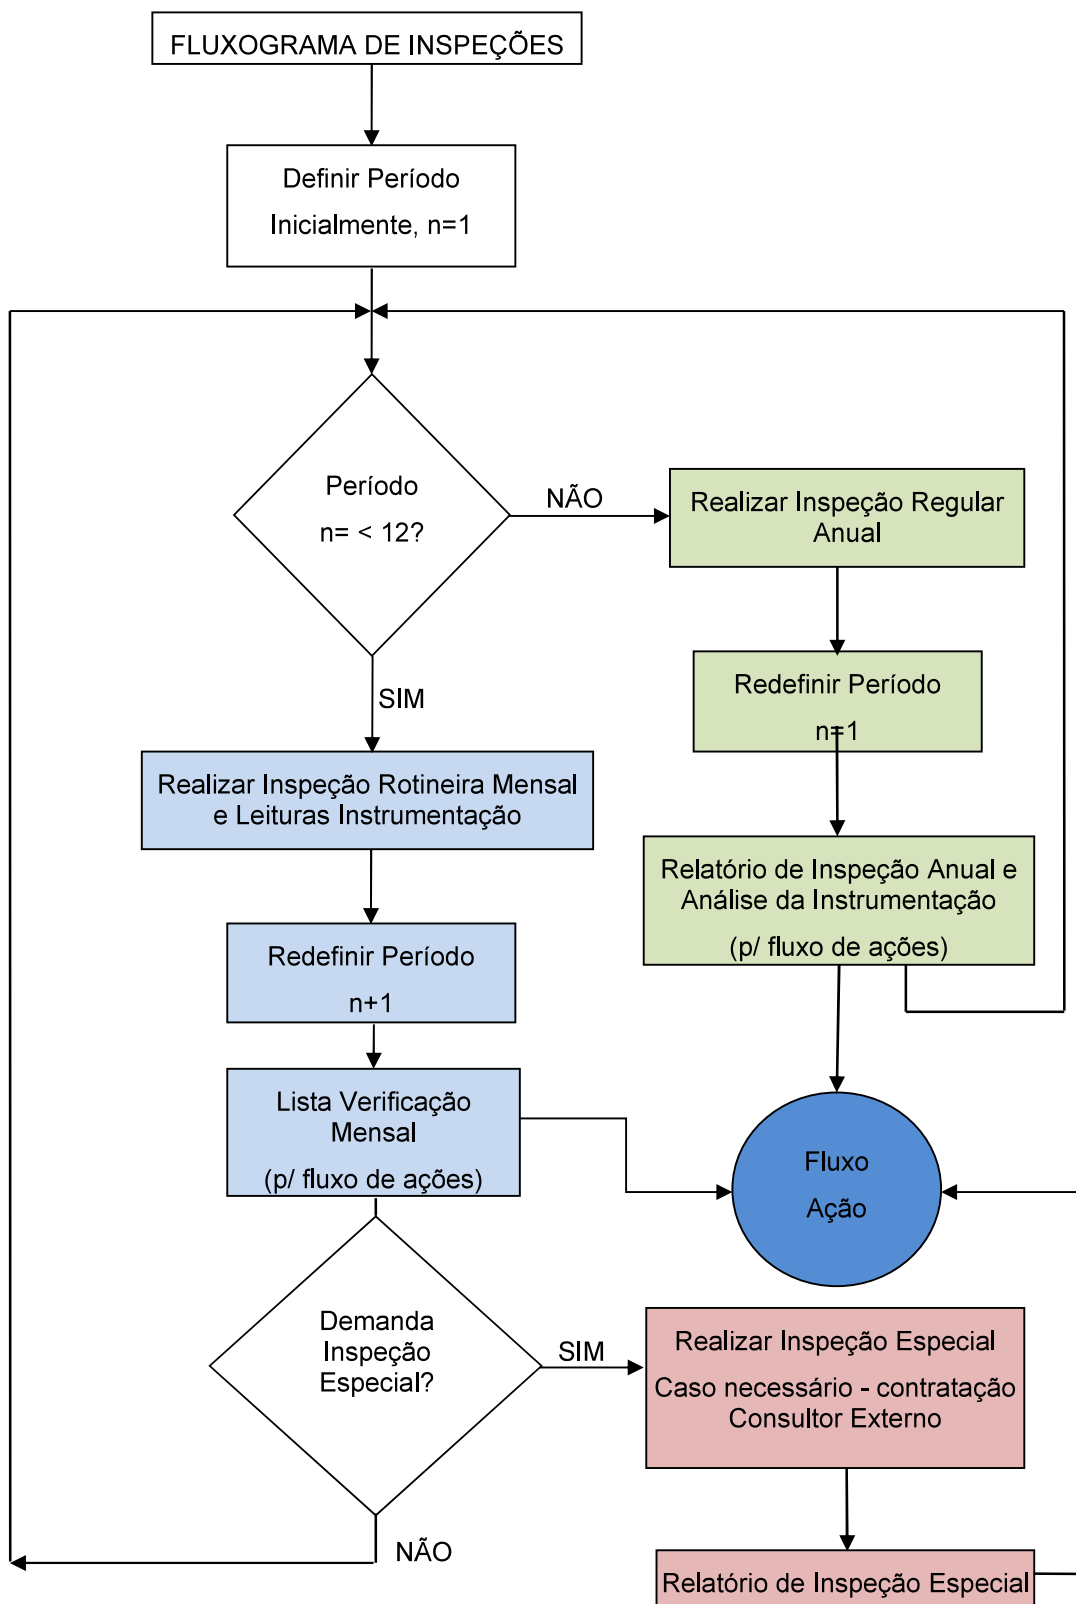 FLUXOGRAMA DE INSPEÇÕES
Definir Período
Inicialmente, n=1
Período
n= < 12?
NÃO
Realizar Inspeção Regular
Anual
SIM
Redefinir Período
n=1
Realizar Inspeção Rotineira Mensal
e Leituras Instrumentação
Relatório de Inspeção Anual e
Análise da Instrumentação
(p/ fluxo de ações)
Redefinir Período
n+1
Lista Verificação
Mensal
(p/ fluxo de ações)
Fluxo
Ação
Demanda
Inspeção
Especial?
SIM
Realizar Inspeção Especial
Caso necessário - contratação
Consultor Externo
NÃO
Relatório de Inspeção Especial